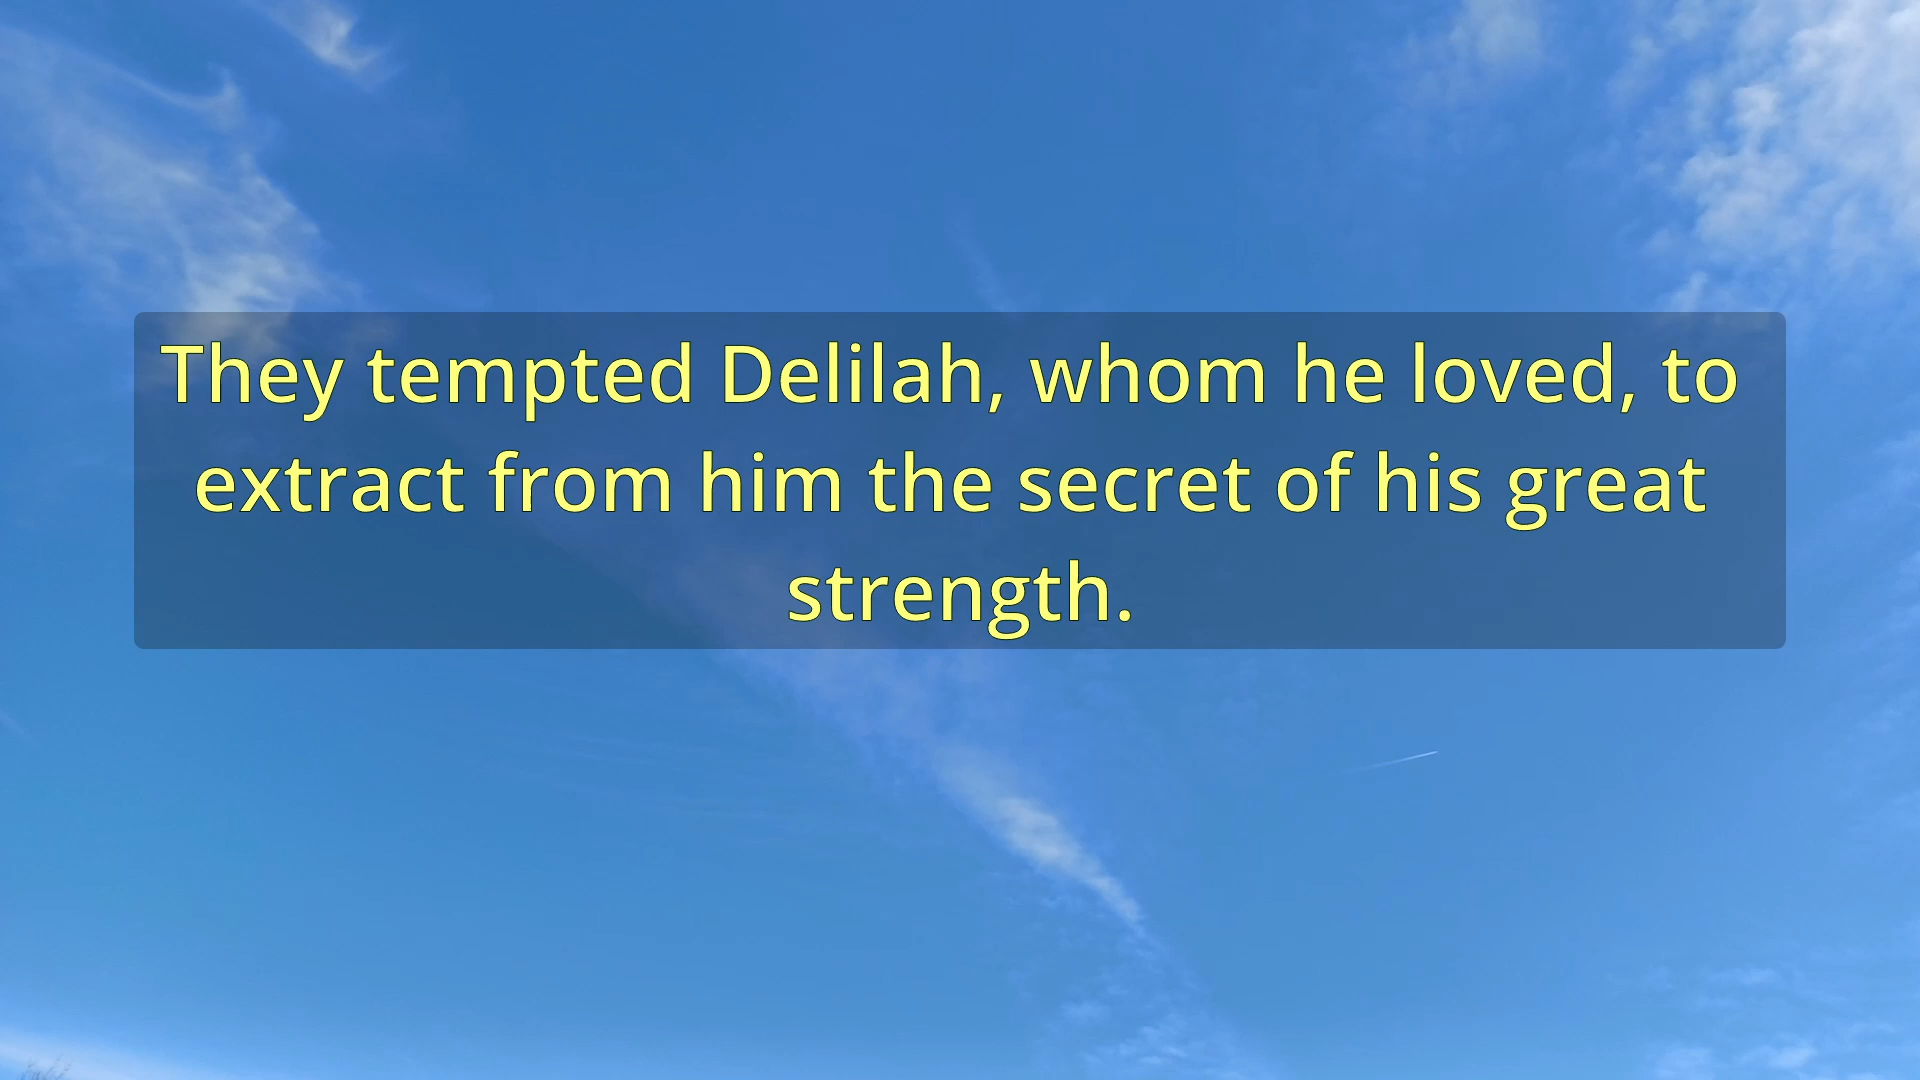 They tempted Delilah, whom he loved, to
extract from him the secret of his great
strength.